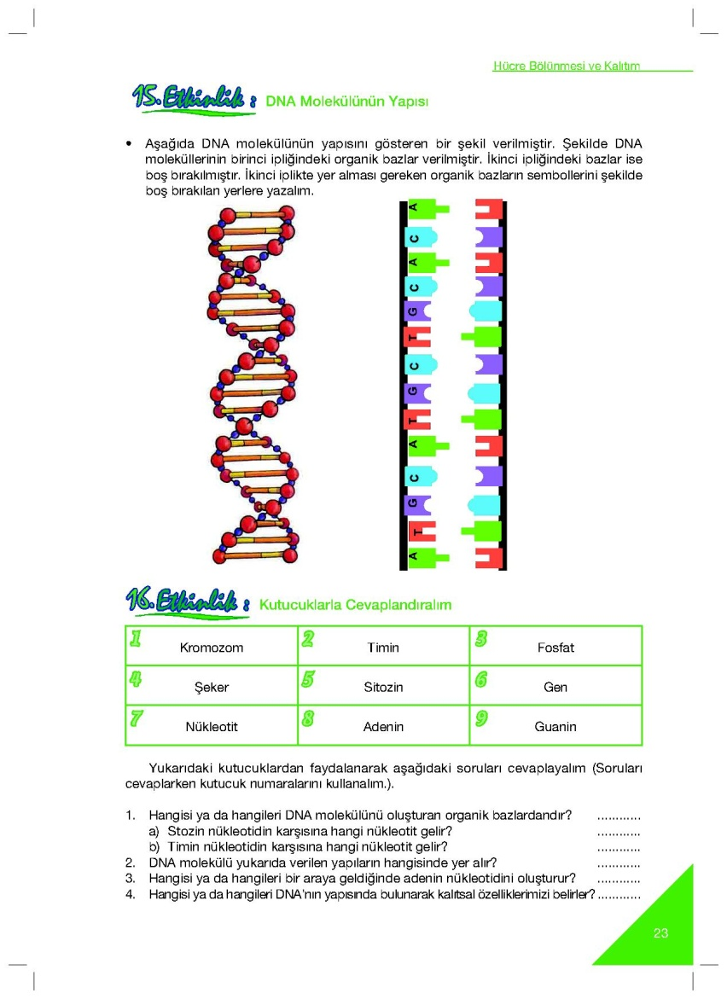 Hücre Bölünmesi ve Kalıtım
15. Etkinlik : DNA Molekülünün Yapısı
• Aşağıda DNA molekülünün yapısını gösteren bir şekil verilmiştir. Şekilde DNA
moleküllerinin birinci ipliğindeki organik bazlar verilmiştir. İkinci ipliğindeki bazlar ise
boş bırakılmıştır. İkinci iplikte yer alması gereken organik bazların sembollerini şekilde
boş bırakılan yerlere yazalım.
A
C
A
C
G
T
C
G
T
A
C
G
T
A
16. Etkinlik : Kutucuklarla Cevaplandıralım
1 Kromozom 2 Timin 3 Fosfat
4 Şeker 5 Sitozin 6 Gen
7 Nükleotit 8 Adenin 9 Guanin
Yukarıdaki kutucuklardan faydalanarak aşağıdaki soruları cevaplayalım (Soruları
cevaplarken kutucuk numaralarını kullanalım.).
1. Hangisi ya da hangileri DNA molekülünü oluşturan organik bazlardandır? ............
a) Stozin nükleotidin karşısına hangi nükleotit gelir? ............
b) Timin nükleotidin karşısına hangi nükleotit gelir? ............
2. DNA molekülü yukarıda verilen yapıların hangisinde yer alır? ............
3. Hangisi ya da hangileri bir araya geldiğinde adenin nükleotidini oluşturur? ............
4. Hangisi ya da hangileri DNA'nın yapısında bulunarak kalıtsal özelliklerimizi belirler? ............
23